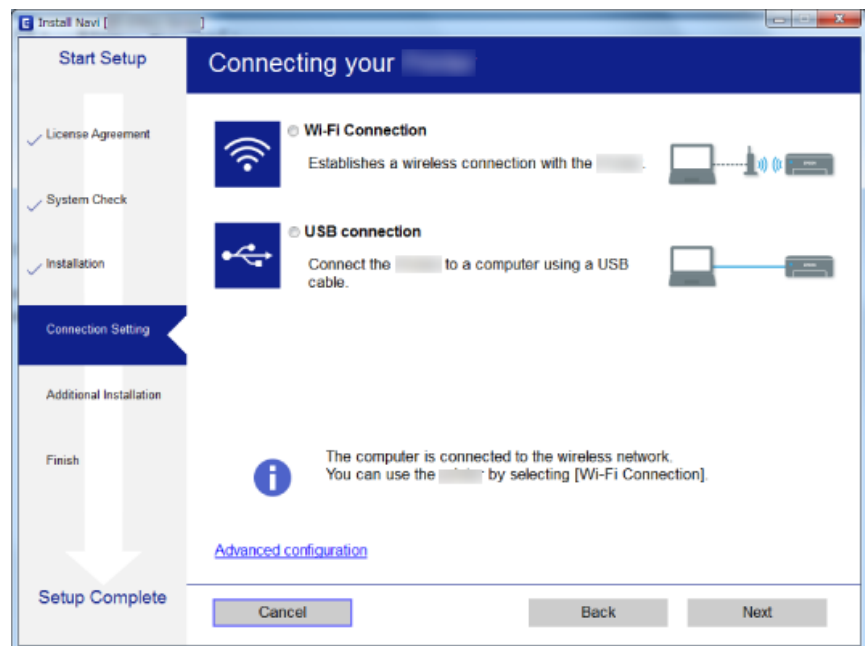 Install Navi [ ]
Start Setup
Connecting your
License Agreement
System Check
Installation
Connection Setting
Additional Installation
Finish
Setup Complete
Wi-Fi Connection
Establishes a wireless connection with the .
USB connection
Connect the to a computer using a USB
cable.
The computer is connected to the wireless network.
You can use the by selecting [Wi-Fi Connection].
Advanced configuration
Cancel
Back
Next